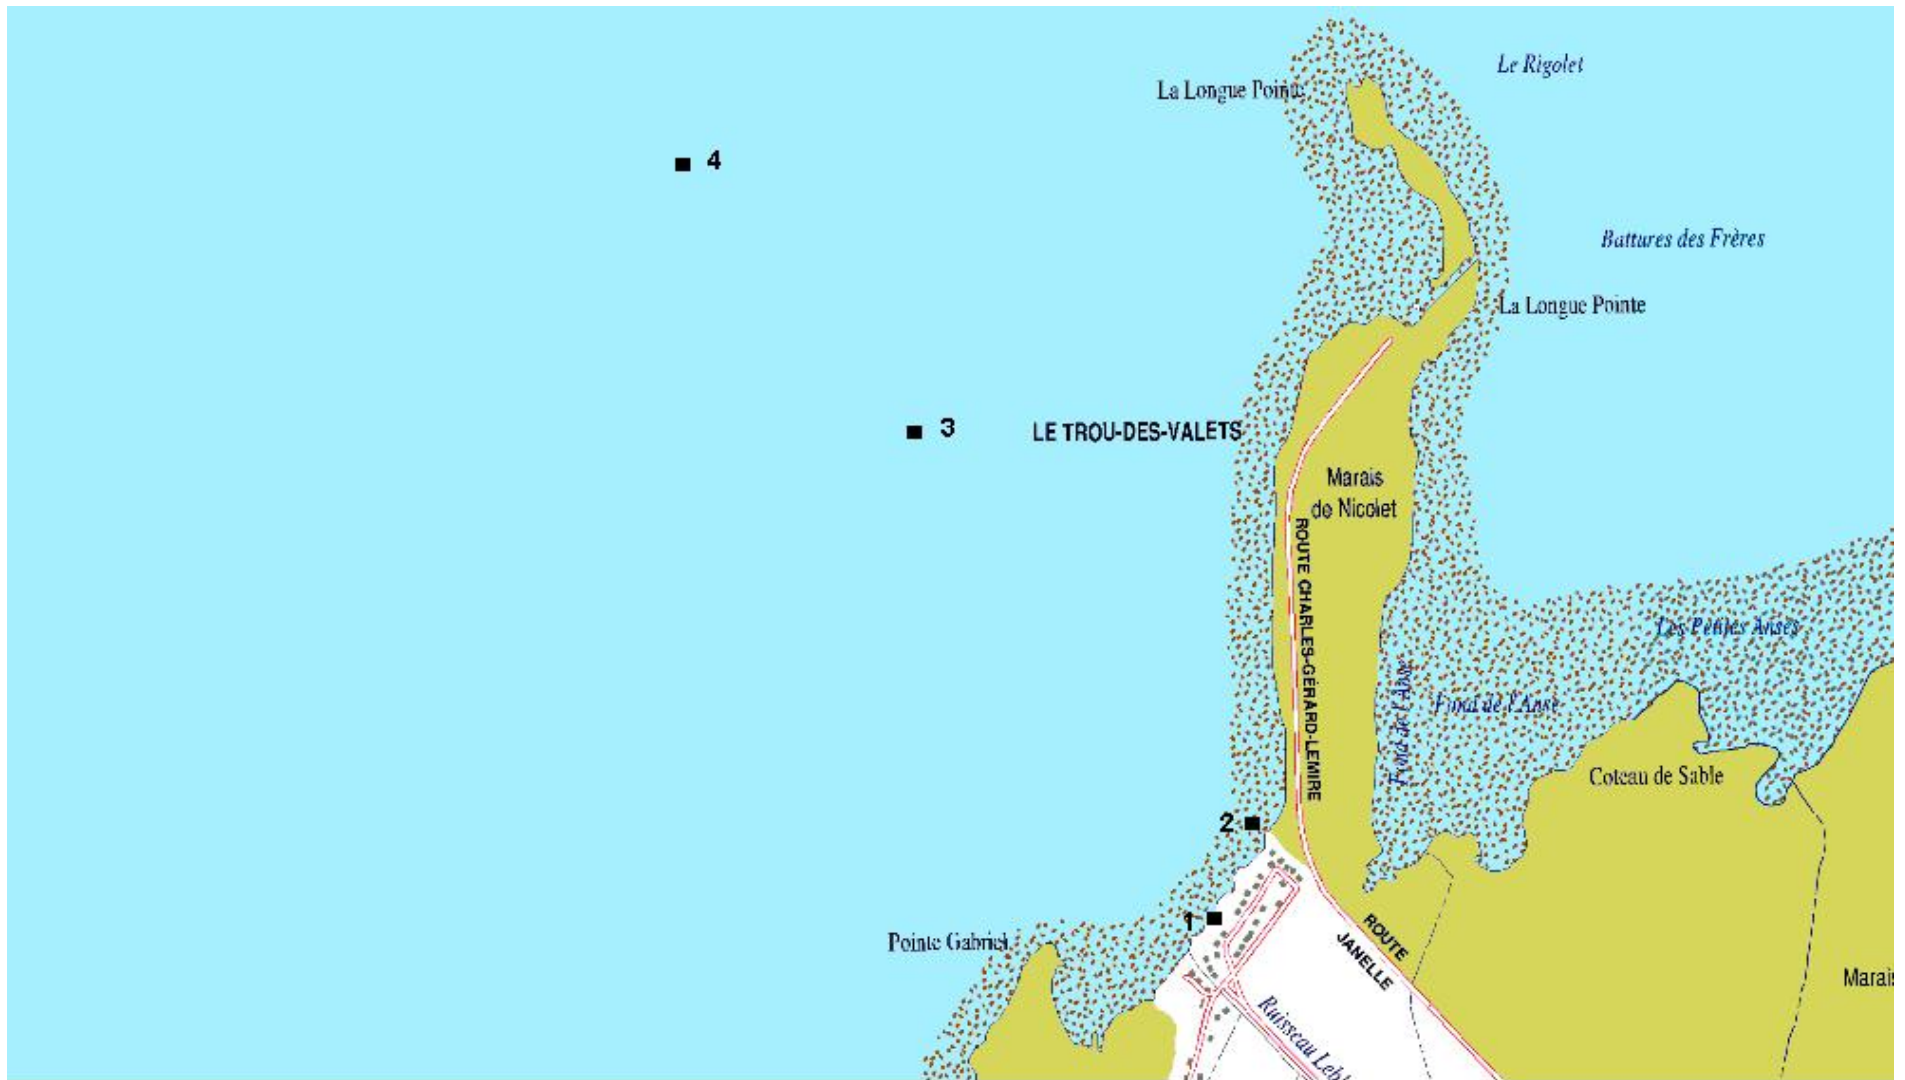 Le Rigolet
La Longue Pointe
4
Battures des Frères
La Longue Pointe
3
LE TROU-DES-VALETS
Marais
de Nicolet
ROUTE CHARLES-GÉRARD-LEMIRE
Les Petites Anses
Fond de l'Anse
Fond de l'Anse
Coteau de Sable
2
1
Pointe Gabriel
ROUTE
JANELLE
Marais
Ruisseau Lebl